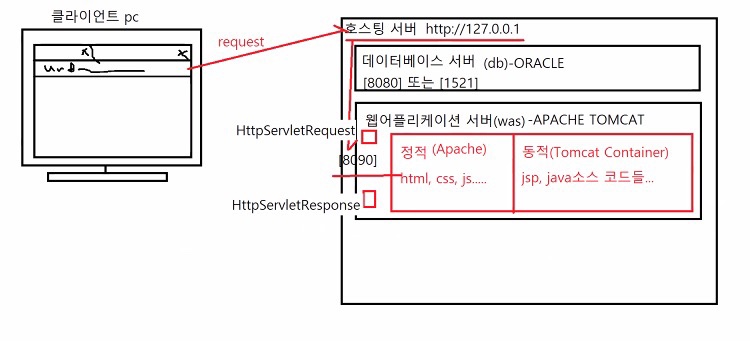 클라이언트 pc
request
호스팅 서버 http://127.0.0.1
데이터베이스 서버 (db)-ORACLE
[8080] 또는 [1521]
웹어플리케이션 서버(was) -APACHE TOMCAT
HttpServletRequest
[8090]
정적 (Apache)
html, css, js.....
동적(Tomcat Container)
jsp, java소스 코드들...
HttpServletResponse